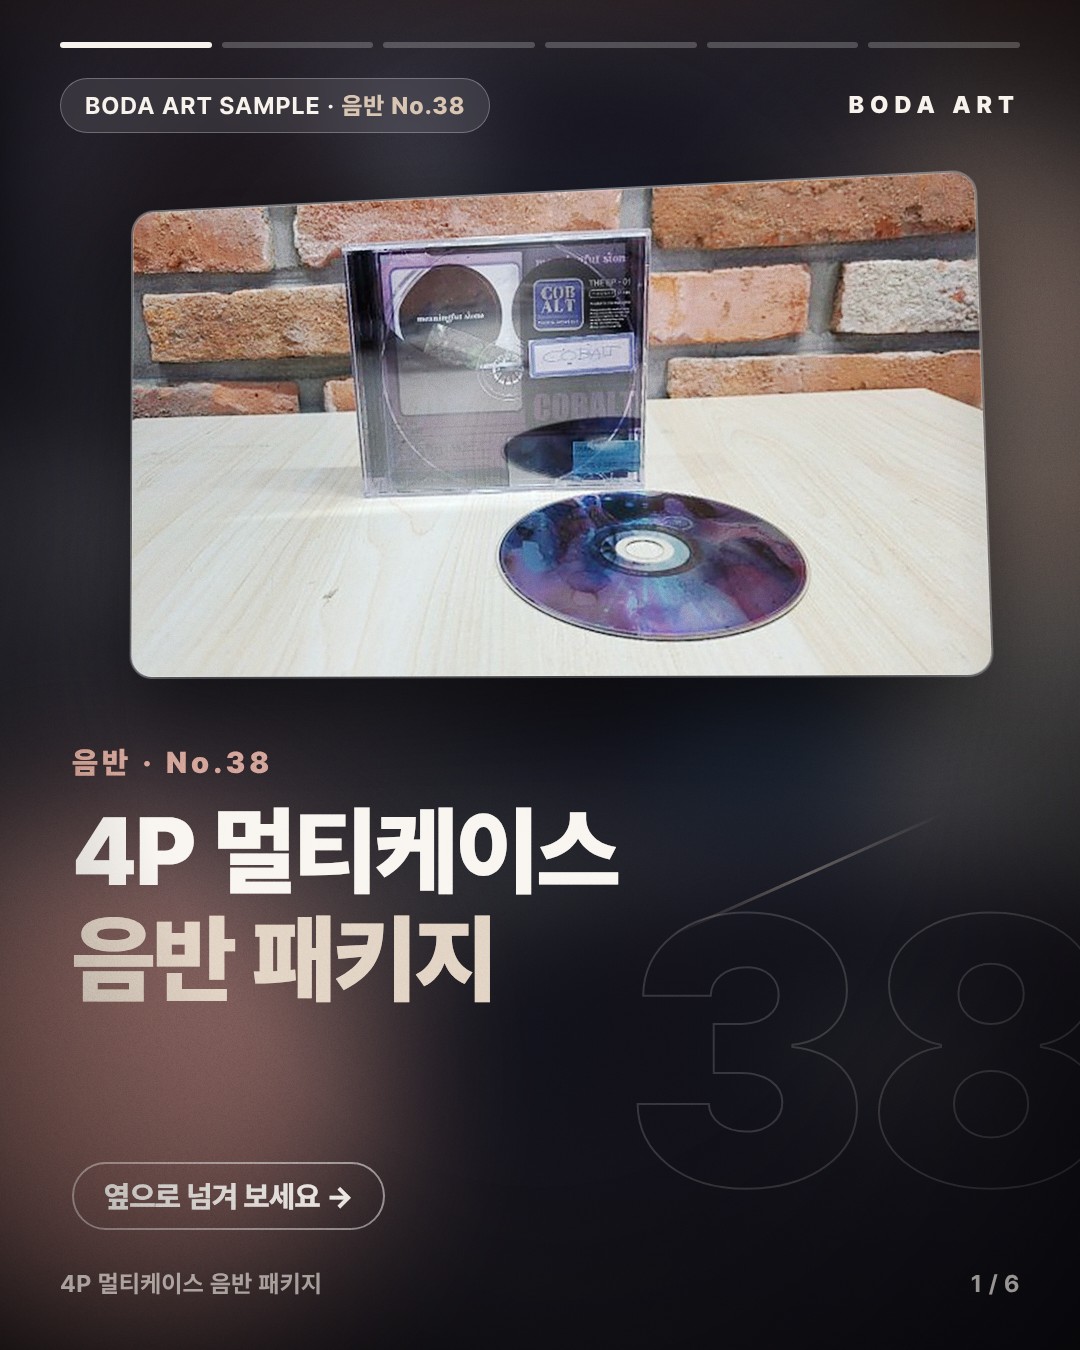 BODA ART SAMPLE · 음반 No.38
BODA ART
meaningful stone
THE EP - 01
COB
ALT
COBALT
COBALT
음반 · No.38
4P 멀티케이스
음반 패키지
38
옆으로 넘겨 보세요 →
4P 멀티케이스 음반 패키지
1 / 6